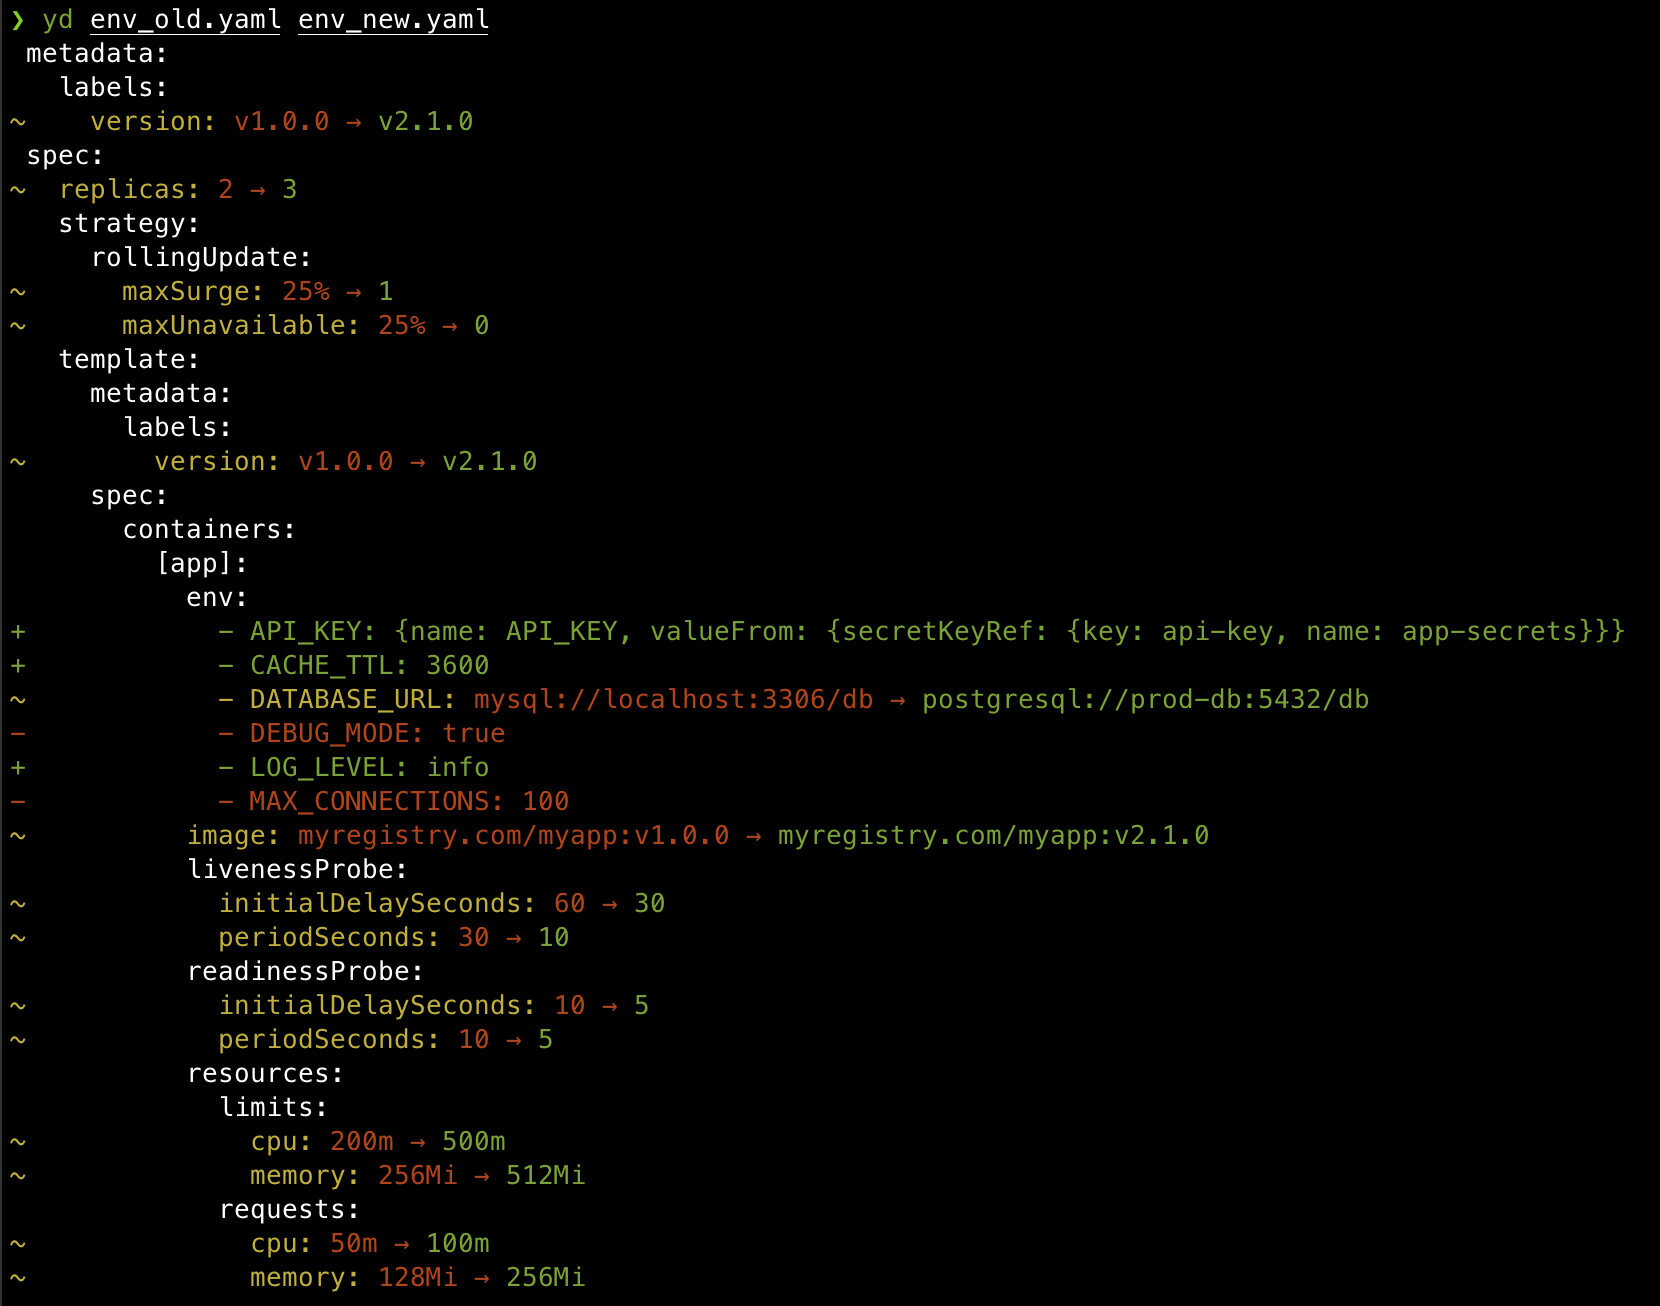 ❯ yd env_old.yaml env_new.yaml
 metadata:
   labels:
~    version: v1.0.0 → v2.1.0
 spec:
~  replicas: 2 → 3
   strategy:
     rollingUpdate:
~      maxSurge: 25% → 1
~      maxUnavailable: 25% → 0
   template:
     metadata:
       labels:
~        version: v1.0.0 → v2.1.0
     spec:
       containers:
         [app]:
           env:
+            - API_KEY: {name: API_KEY, valueFrom: {secretKeyRef: {key: api-key, name: app-secrets}}}
+            - CACHE_TTL: 3600
~            - DATABASE_URL: mysql://localhost:3306/db → postgresql://prod-db:5432/db
-            - DEBUG_MODE: true
+            - LOG_LEVEL: info
-            - MAX_CONNECTIONS: 100
~          image: myregistry.com/myapp:v1.0.0 → myregistry.com/myapp:v2.1.0
           livenessProbe:
~            initialDelaySeconds: 60 → 30
~            periodSeconds: 30 → 10
           readinessProbe:
~            initialDelaySeconds: 10 → 5
~            periodSeconds: 10 → 5
           resources:
             limits:
~              cpu: 200m → 500m
~              memory: 256Mi → 512Mi
             requests:
~              cpu: 50m → 100m
~              memory: 128Mi → 256Mi